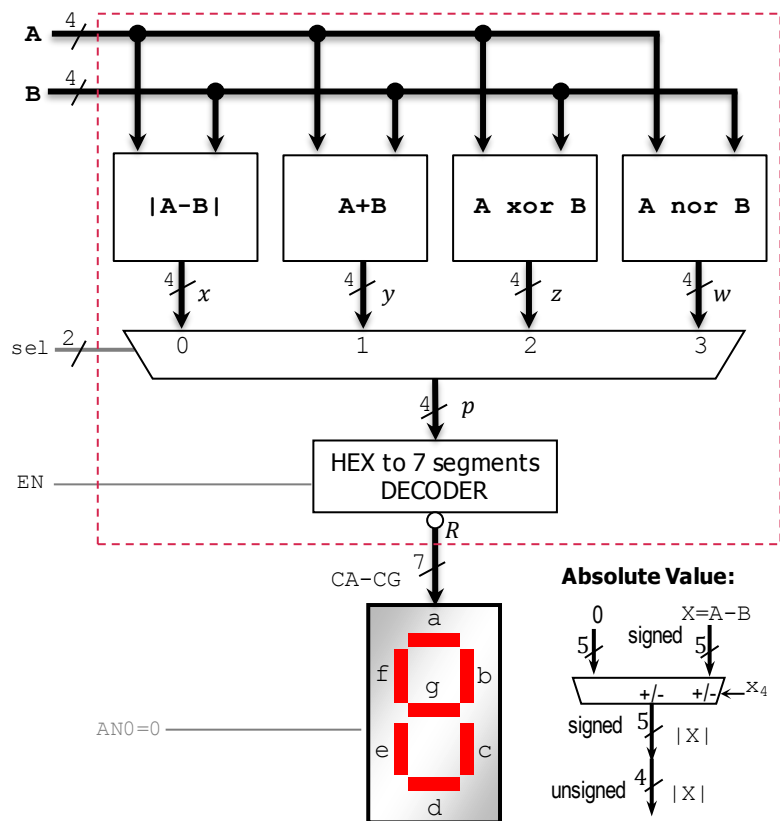 A 4
B 4
|A-B| A+B A xor B A nor B
4 x 4 y 4 z 4 w
sel 2 0 1 2 3
4 p
EN HEX to 7 segments
DECODER
R
7
CA-CG
Absolute Value:
0 X=A-B
signed
5 5
+/- +/- x₄
signed 5 |X|
unsigned 4 |X|
AN0=0
a
f b
g
e c
d